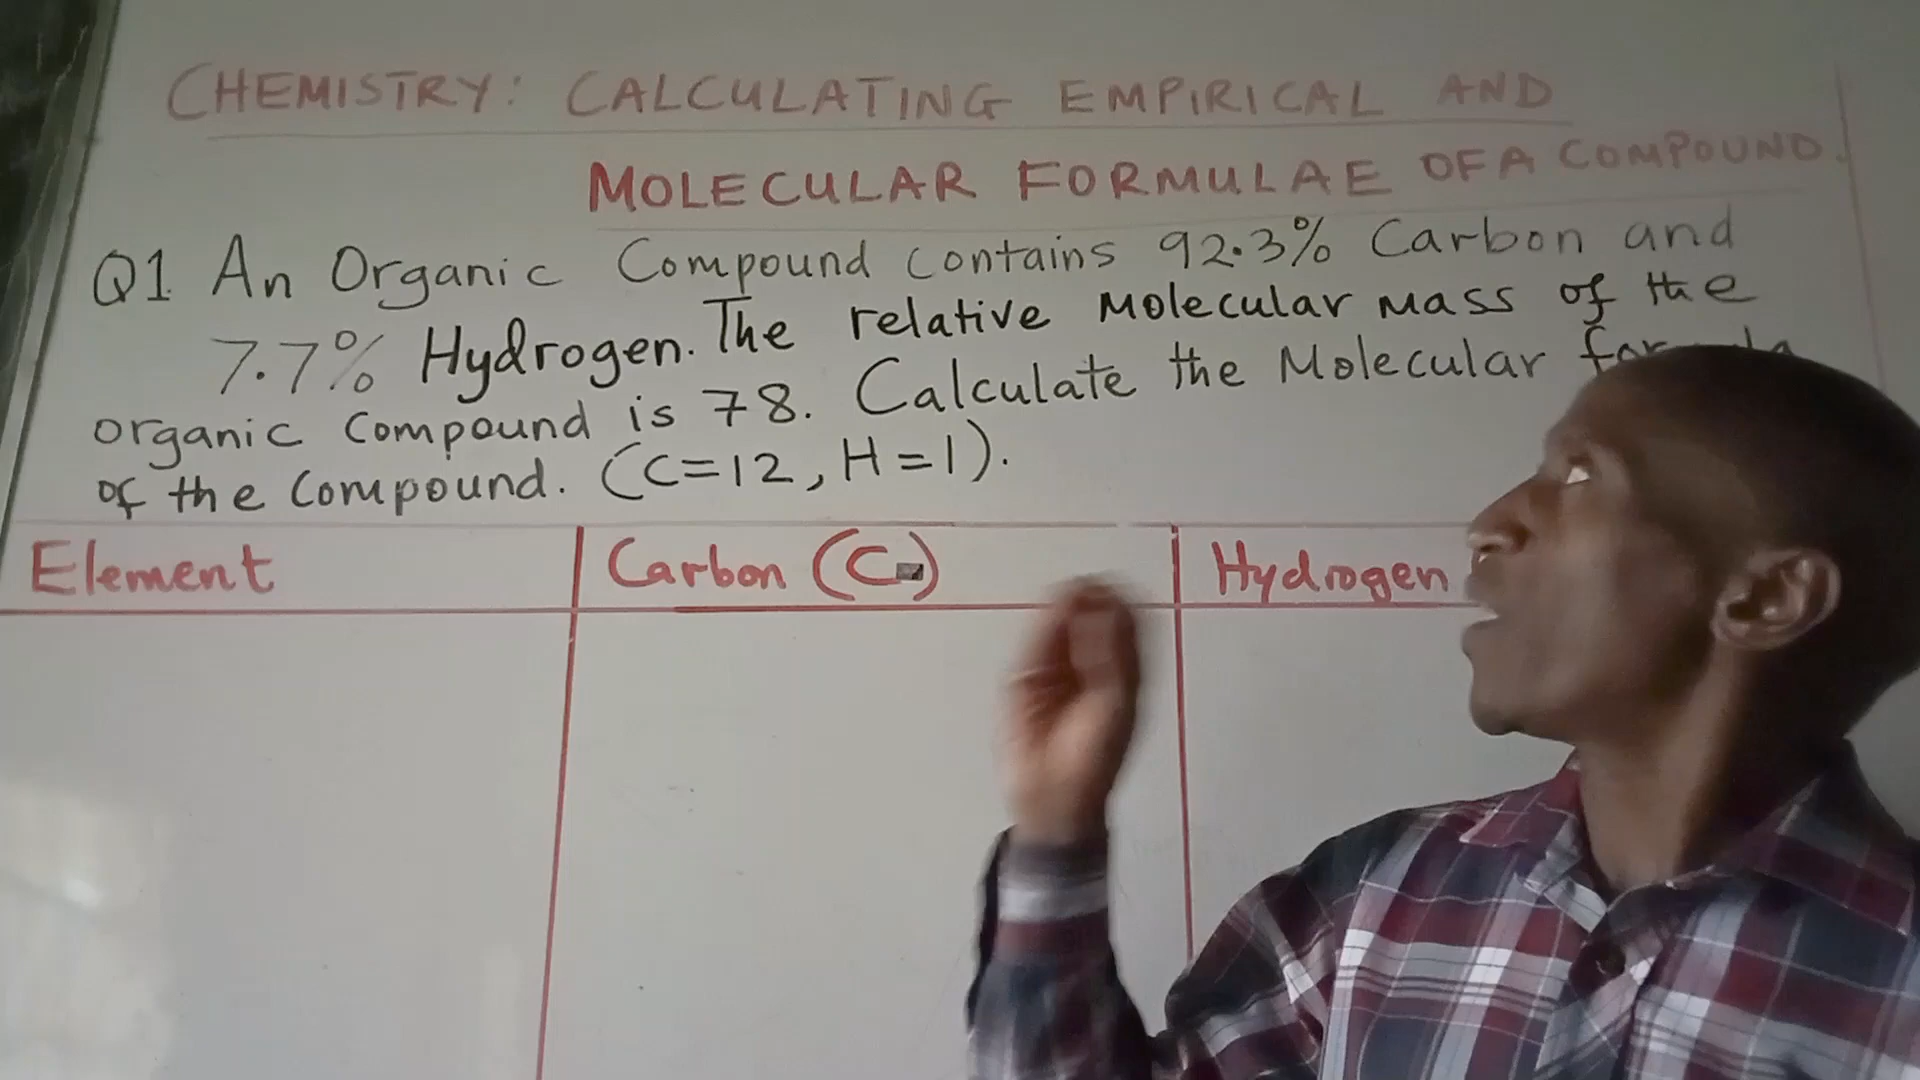 CHEMISTRY: CALCULATING EMPIRICAL AND
MOLECULAR FORMULAE OF A COMPOUND.
Q1 An Organic Compound contains 92.3% Carbon and
7.7% Hydrogen. The relative Molecular mass of the
organic Compound is 78. Calculate the Molecular
of the Compound. (C=12, H=1).
Element Carbon (C) Hydrogen